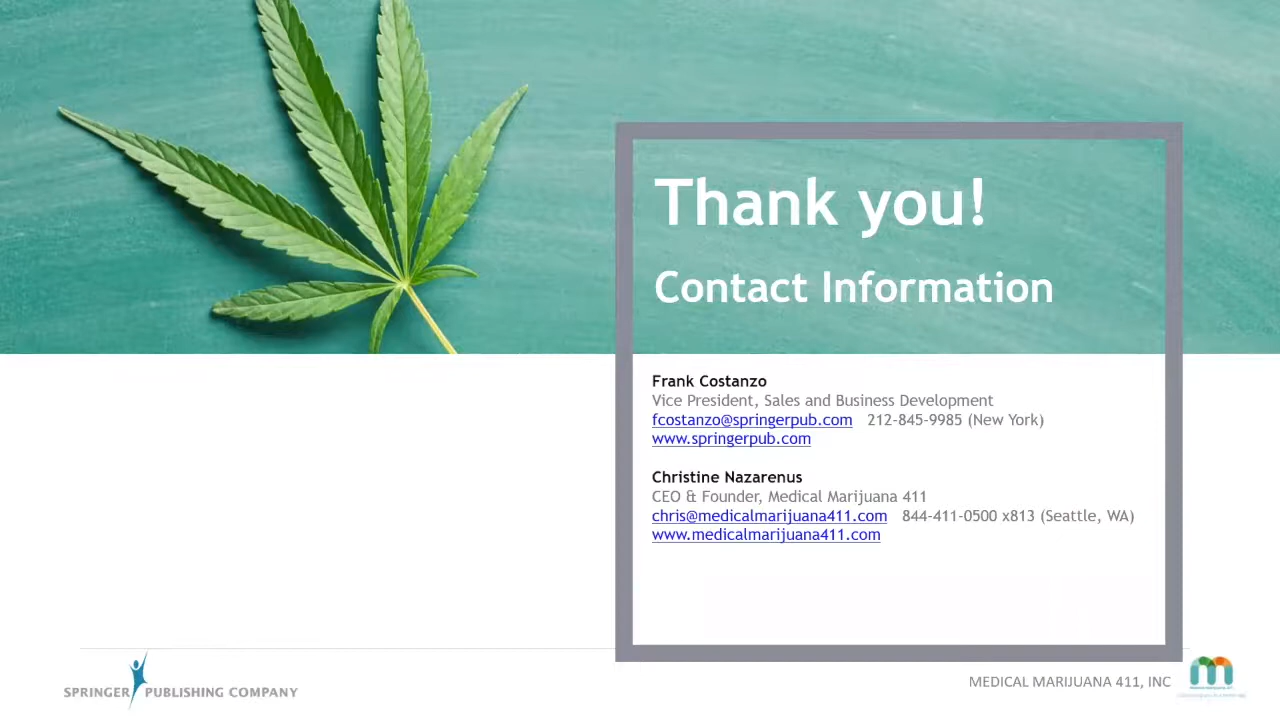 Thank you!
Contact Information
Frank Costanzo
Vice President, Sales and Business Development
fcostanzo@springerpub.com 212-845-9985 (New York)
www.springerpub.com
Christine Nazarenus
CEO & Founder, Medical Marijuana 411
chris@medicalmarijuana411.com 844-411-0500 x813 (Seattle, WA)
www.medicalmarijuana411.com
SPRINGER PUBLISHING COMPANY
MEDICAL MARIJUANA 411, INC